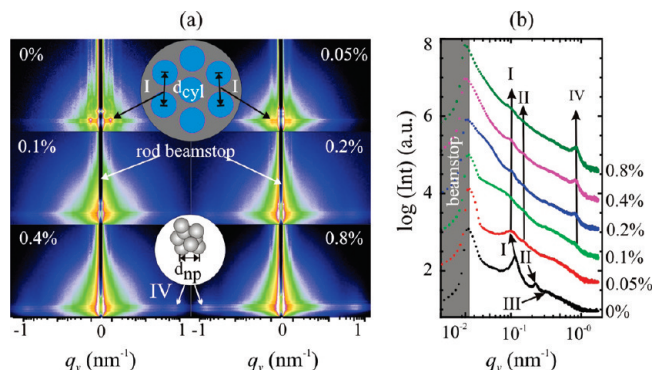 (a)
(b)
0%
0.05%
I
d_cyl
I
0.1%
0.2%
rod beamstop
0.4%
0.8%
d_np
IV
-1 0 1 -1 0 1
q_y (nm⁻¹)
q_y (nm⁻¹)
8
6
4
2
log (Int) (a.u.)
beamstop
I
II
IV
I
II
III
0.8%
0.4%
0.2%
0.1%
0.05%
0%
10⁻² 10⁻¹ 10⁻⁰
q_y (nm⁻¹)